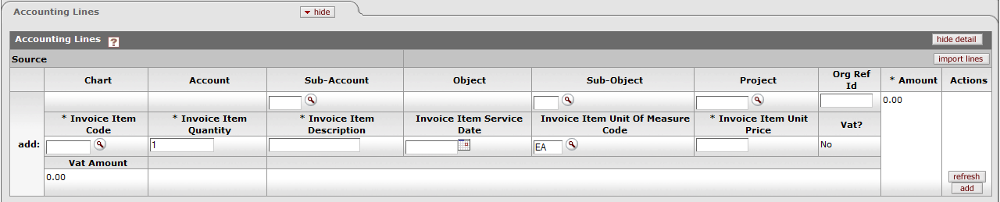 Accounting Lines
hide
Accounting Lines ?
hide detail
Source
import lines
Chart Account Sub-Account Object Sub-Object Project Org Ref Id * Amount Actions
0.00
add:
* Invoice Item Code * Invoice Item Quantity * Invoice Item Description Invoice Item Service Date Invoice Item Unit Of Measure Code * Invoice Item Unit Price Vat?
1 EA No
Vat Amount
0.00
refresh
add